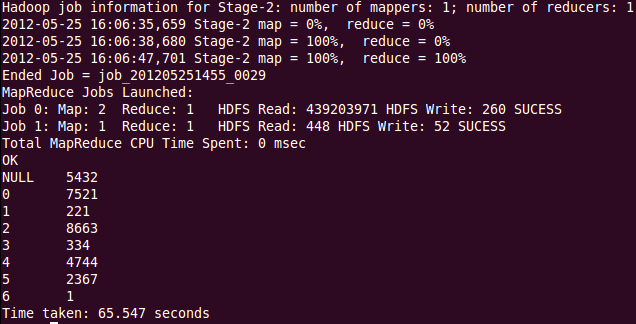 Hadoop job information for Stage-2: number of mappers: 1; number of reducers: 1
2012-05-25 16:06:35,659 Stage-2 map = 0%,  reduce = 0%
2012-05-25 16:06:38,680 Stage-2 map = 100%,  reduce = 0%
2012-05-25 16:06:47,701 Stage-2 map = 100%,  reduce = 100%
Ended Job = job_201205251455_0029
MapReduce Jobs Launched:
Job 0: Map: 2  Reduce: 1   HDFS Read: 439203971 HDFS Write: 260 SUCESS
Job 1: Map: 1  Reduce: 1   HDFS Read: 448 HDFS Write: 52 SUCESS
Total MapReduce CPU Time Spent: 0 msec
OK
NULL    5432
0       7521
1       221
2       8663
3       334
4       4744
5       2367
6       1
Time taken: 65.547 seconds